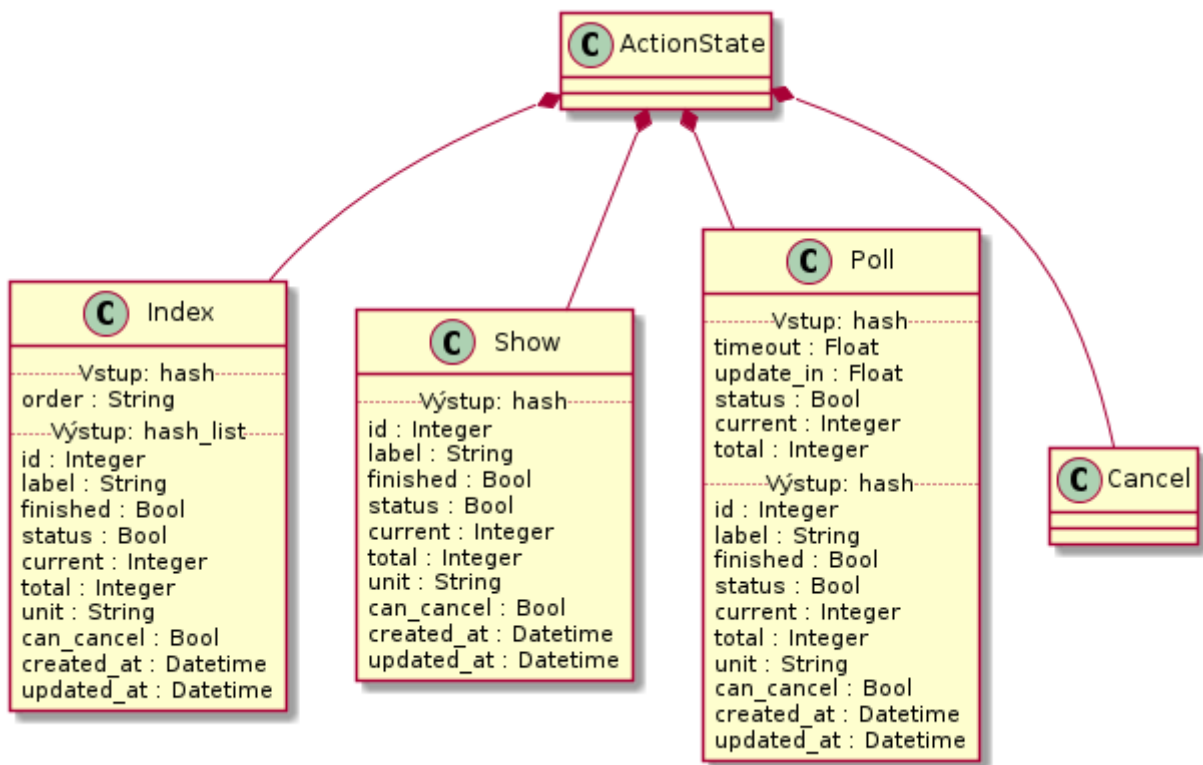 C ActionState
C Index
Vstup: hash
order : String
Výstup: hash_list
id : Integer
label : String
finished : Bool
status : Bool
current : Integer
total : Integer
unit : String
can_cancel : Bool
created_at : Datetime
updated_at : Datetime
C Show
Výstup: hash
id : Integer
label : String
finished : Bool
status : Bool
current : Integer
total : Integer
unit : String
can_cancel : Bool
created_at : Datetime
updated_at : Datetime
C Poll
Vstup: hash
timeout : Float
update_in : Float
status : Bool
current : Integer
total : Integer
Výstup: hash
id : Integer
label : String
finished : Bool
status : Bool
current : Integer
total : Integer
unit : String
can_cancel : Bool
created_at : Datetime
updated_at : Datetime
C Cancel